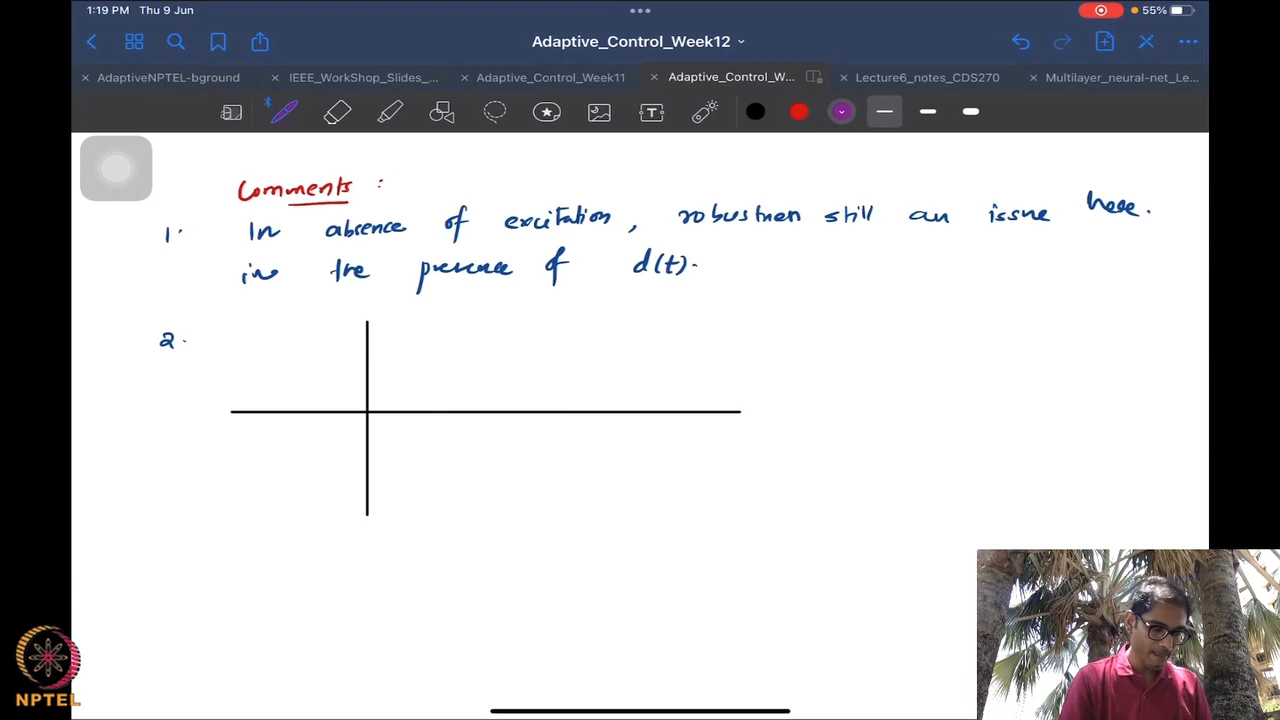 1:19 PM Thu 9 Jun
55%
Adaptive_Control_Week12
AdaptiveNPTEL-bground
IEEE_WorkShop_Slides_...
Adaptive_Control_Week11
Adaptive_Control_W...
Lecture6_notes_CDS270
Multilayer_neural-net_Le...
Comments :
1. In absence of excitation, robustness still an issue here.
in the presence of d(t).
2.
NPTEL